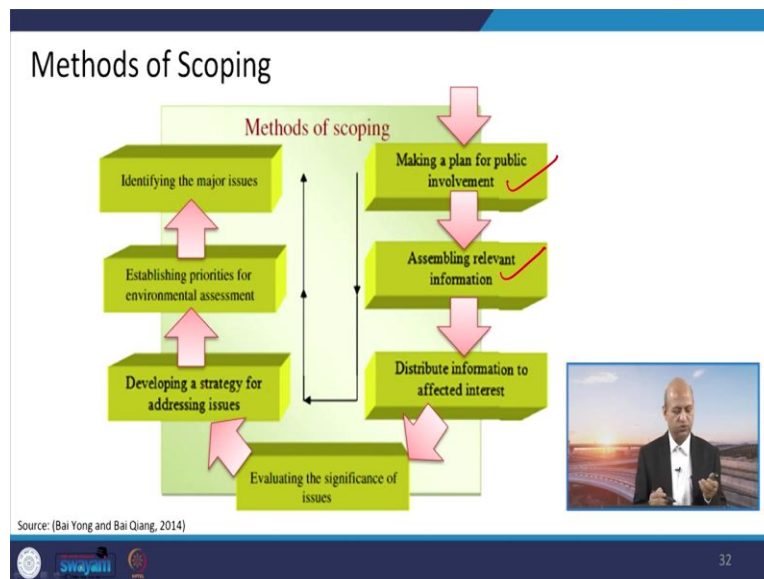 Methods of Scoping
Methods of scoping
Making a plan for public
involvement
Assembling relevant
information
Distribute information to
affected interest
Evaluating the significance of
issues
Developing a strategy for
addressing issues
Establishing priorities for
environmental assessment
Identifying the major issues
Source: (Bai Yong and Bai Qiang, 2014)
swayam
32